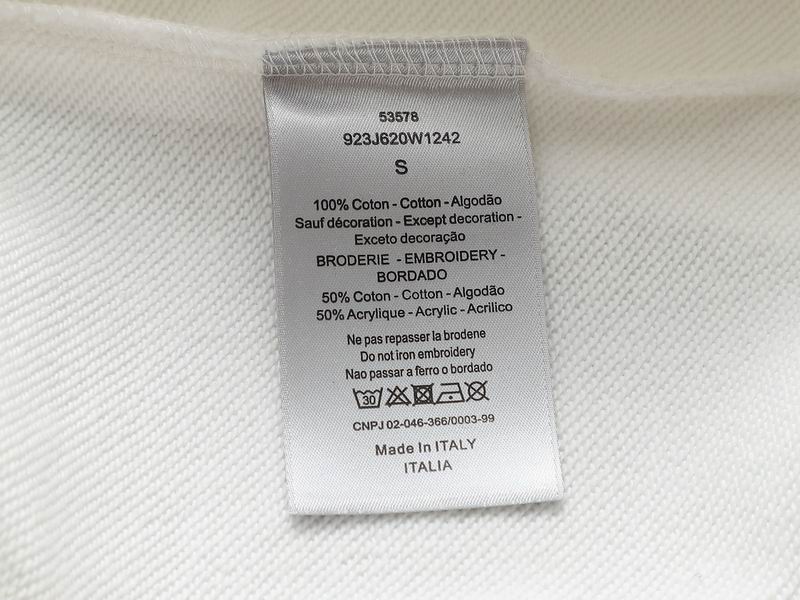 53578
923J620W1242
S
100% Coton - Cotton - Algodão
Sauf décoration - Except decoration -
Exceto decoração
BRODERIE - EMBROIDERY -
BORDADO
50% Coton - Cotton - Algodão
50% Acrylique - Acrylic - Acrilico
Ne pas repasser la brodene
Do not iron embroidery
Nao passar a ferro o bordado
30
CNPJ 02-046-366/0003-99
Made In ITALY
ITALIA